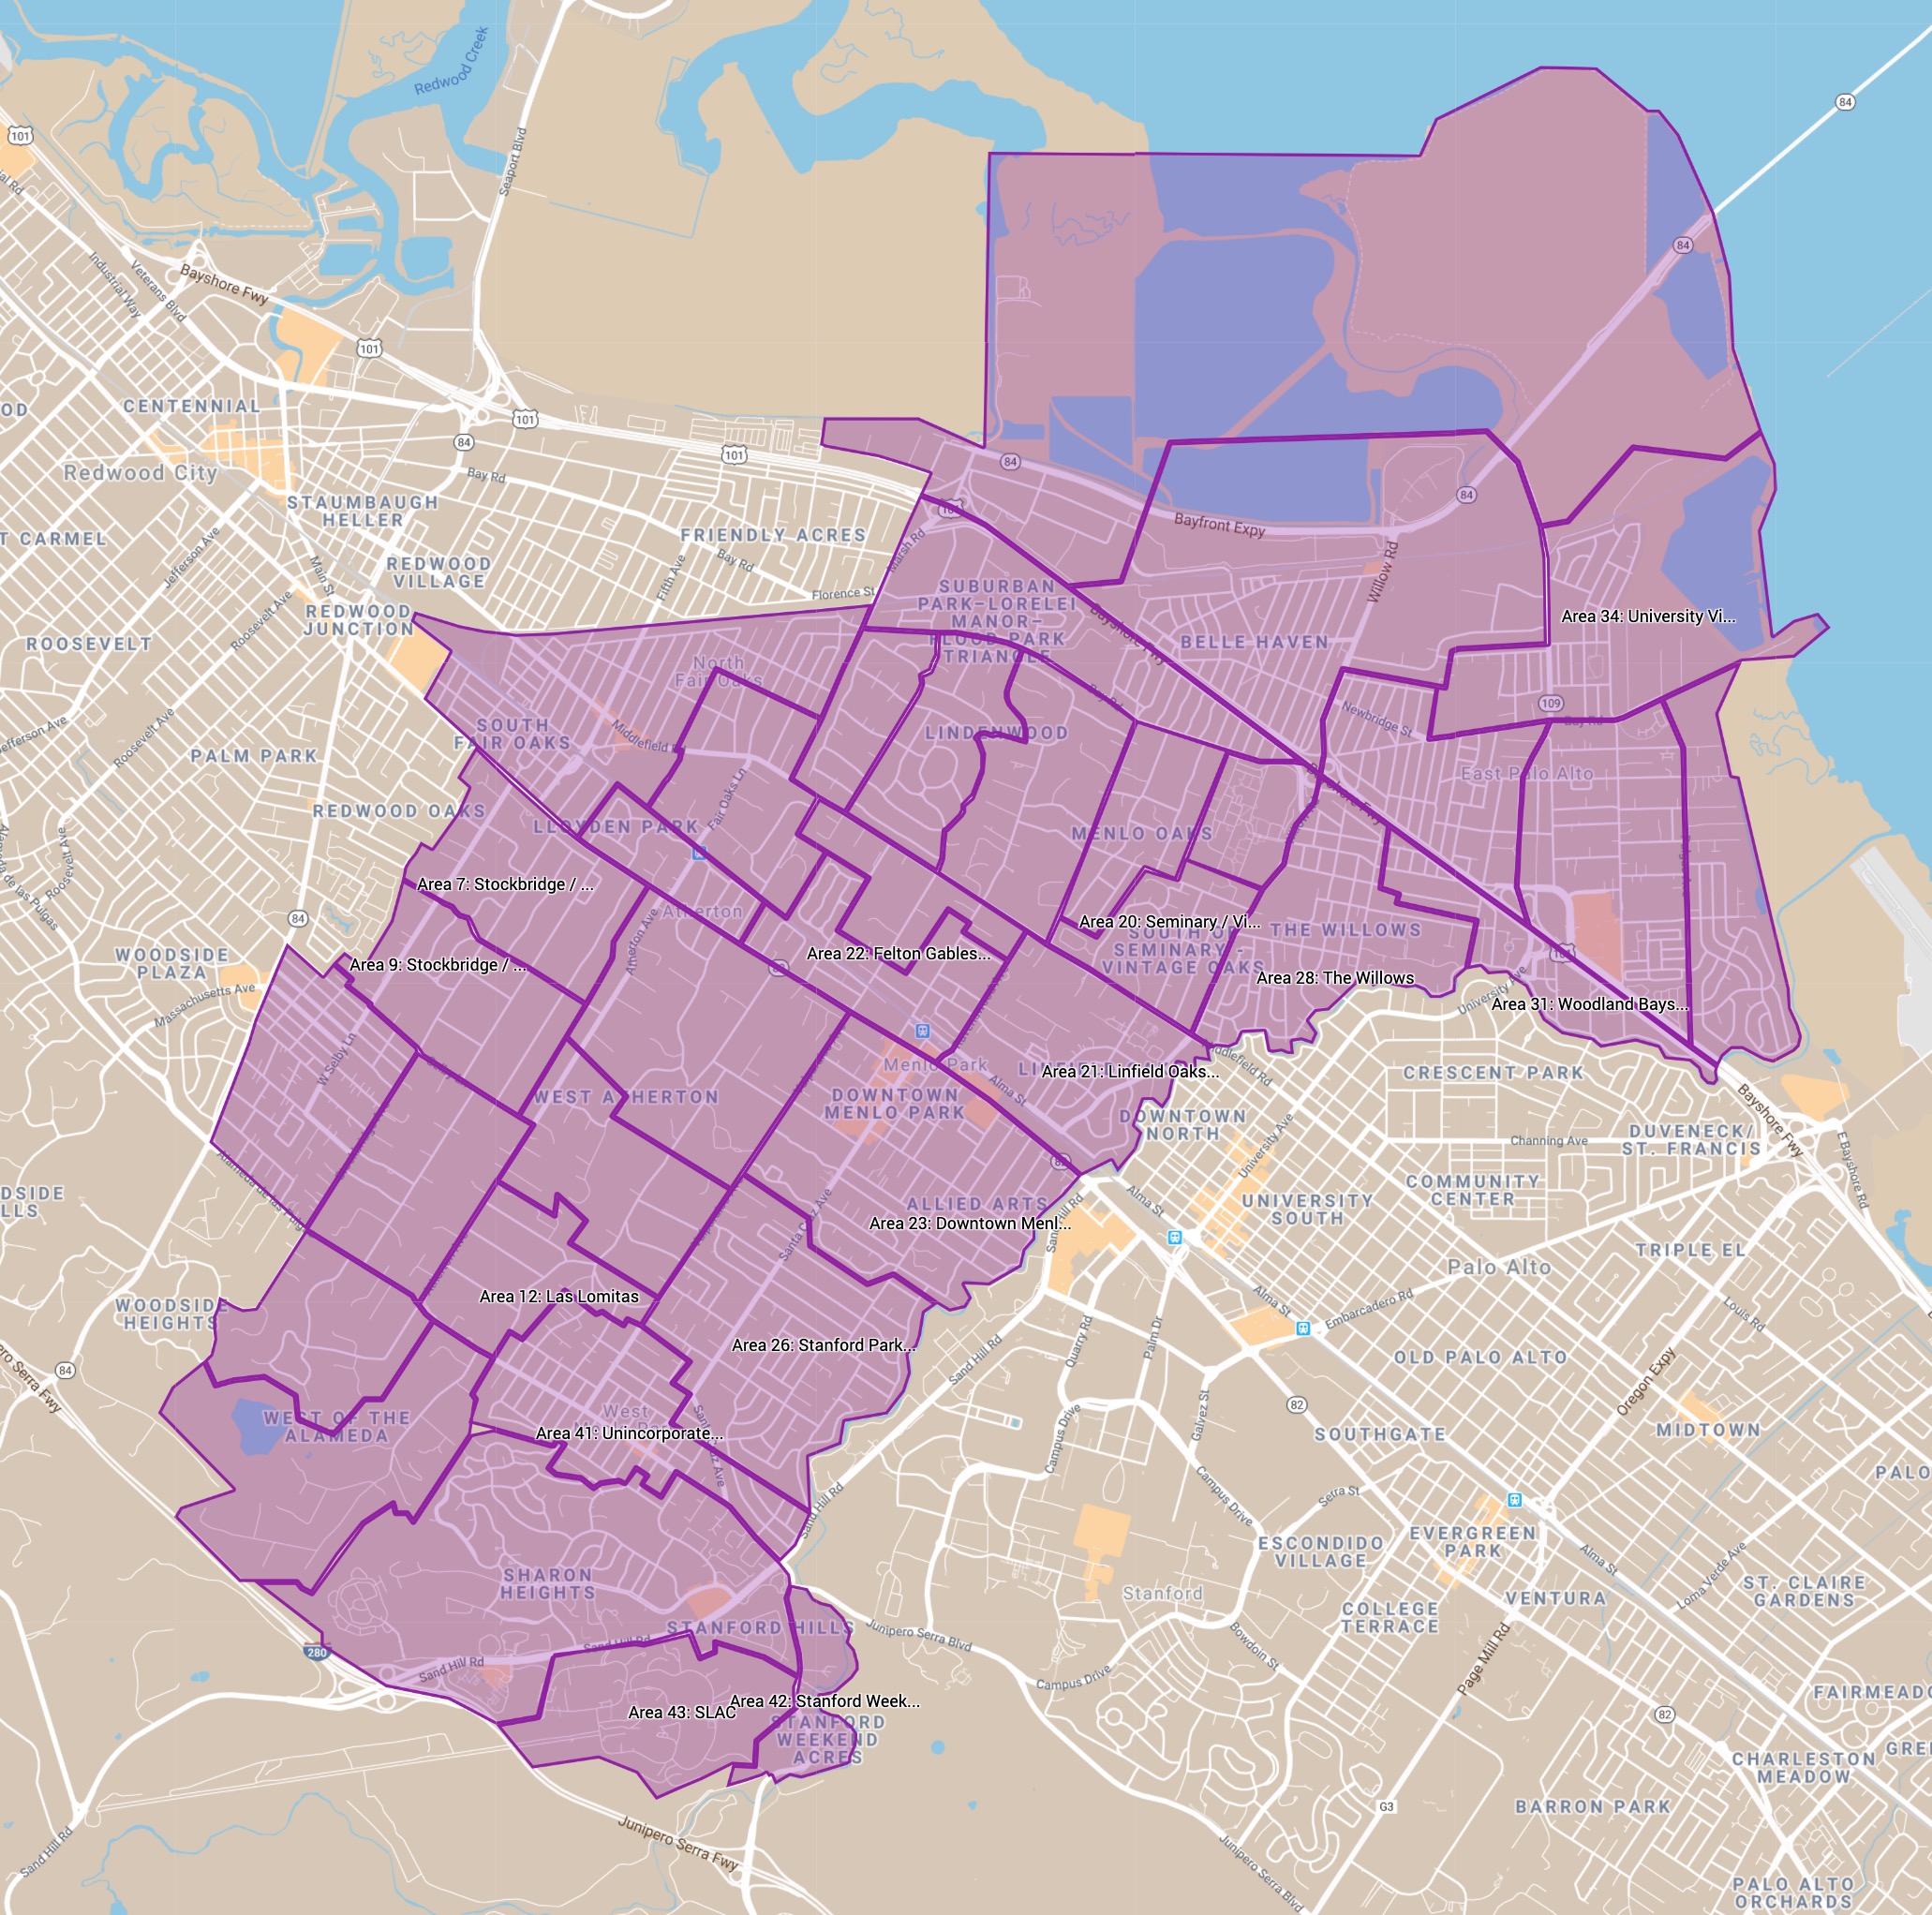 Redwood Creek
84
101
Seaport Blvd
Industrial Way
Veterans Blvd
Bayshore Fwy
84
101
101
CENTENNIAL
84
101
84
Redwood City
Bay Rd
84
STAUMBAUGH
HELLER
FRIENDLY ACRES
Bayfront Expy
T CARMEL
Jefferson Ave
REDWOOD
VILLAGE
Main St
Fifth Ave
Bay Rd
Marsh Rd
Willow Rd
SUBURBAN
PARK–LORELEI
MANOR–
FLOOD PARK
TRIANGLE
Florence St
REDWOOD
JUNCTION
Roosevelt Ave
Bayshore Fwy
BELLE HAVEN
Area 34: University Vi...
ROOSEVELT
North
Fair Oaks
Bay Rd
109
Newbridge St
Bay Rd
Jefferson Ave
Roosevelt Ave
SOUTH
FAIR OAKS
Middlefield
LINDENWOOD
PALM PARK
East Palo Alto
Bayshore Fwy
REDWOOD OAKS
LLOYDEN PARK
Fair Oaks Ln
MENLO OAKS
Roosevelt Ave
Area 7: Stockbridge / ...
84
Atherton
Atherton Ave
Area 20: Seminary / Vi...
SEMINARY -
VINTAGE OAKS
THE WILLOWS
WOODSIDE
PLAZA
Area 9: Stockbridge / ...
Area 22: Felton Gables...
Area 28: The Willows
University Ave
Area 31: Woodland Bays...
Massachusetts Ave
W Selby Ln
Menlo Park
Area 21: Linfield Oaks...
Middlefield Rd
CRESCENT PARK
WEST ATHERTON
DOWNTOWN
MENLO PARK
Alma St
DOWNTOWN
NORTH
University Ave
Channing Ave
DUVENECK/
ST. FRANCIS
Bayshore Fwy
E Bayshore Rd
Alma St
UNIVERSITY
SOUTH
COMMUNITY
CENTER
ALLIED ARTS
Area 23: Downtown Menl...
Santa Cruz Ave
TRIPLE EL
Palo Alto
WOODSIDE
HEIGHTS
Area 12: Las Lomitas
Alma St
Embarcadero Rd
Louis Rd
Area 26: Stanford Park...
Sand Hill Rd
Quarry Rd
Palm Dr
OLD PALO ALTO
Oregon Expy
84
82
Galvez St
WEST OF THE
ALAMEDA
West
Area 41: Unincorporate...
Santa Cruz Ave
Campus Drive
SOUTHGATE
MIDTOWN
Sand Hill Rd
Campus Drive
Serra St
ESCONDIDO
VILLAGE
EVERGREEN
PARK
Alma St
Loma Verde Ave
SHARON
HEIGHTS
Stanford
ST. CLAIRE
GARDENS
VENTURA
COLLEGE
TERRACE
STANFORD HILLS
Junipero Serra Blvd
Bowdoin St
280
Sand Hill Rd
Sand Hill Rd
Campus Drive
Page Mill Rd
Area 42: Stanford Week...
Area 43: SLAC
STANFORD
WEEKEND
ACRES
82
CHARLESTON
MEADOW
G3
BARRON PARK
Junipero Serra Fwy
Sand Hill Rd
Junipero Serra Blvd
PALO ALTO
ORCHARDS